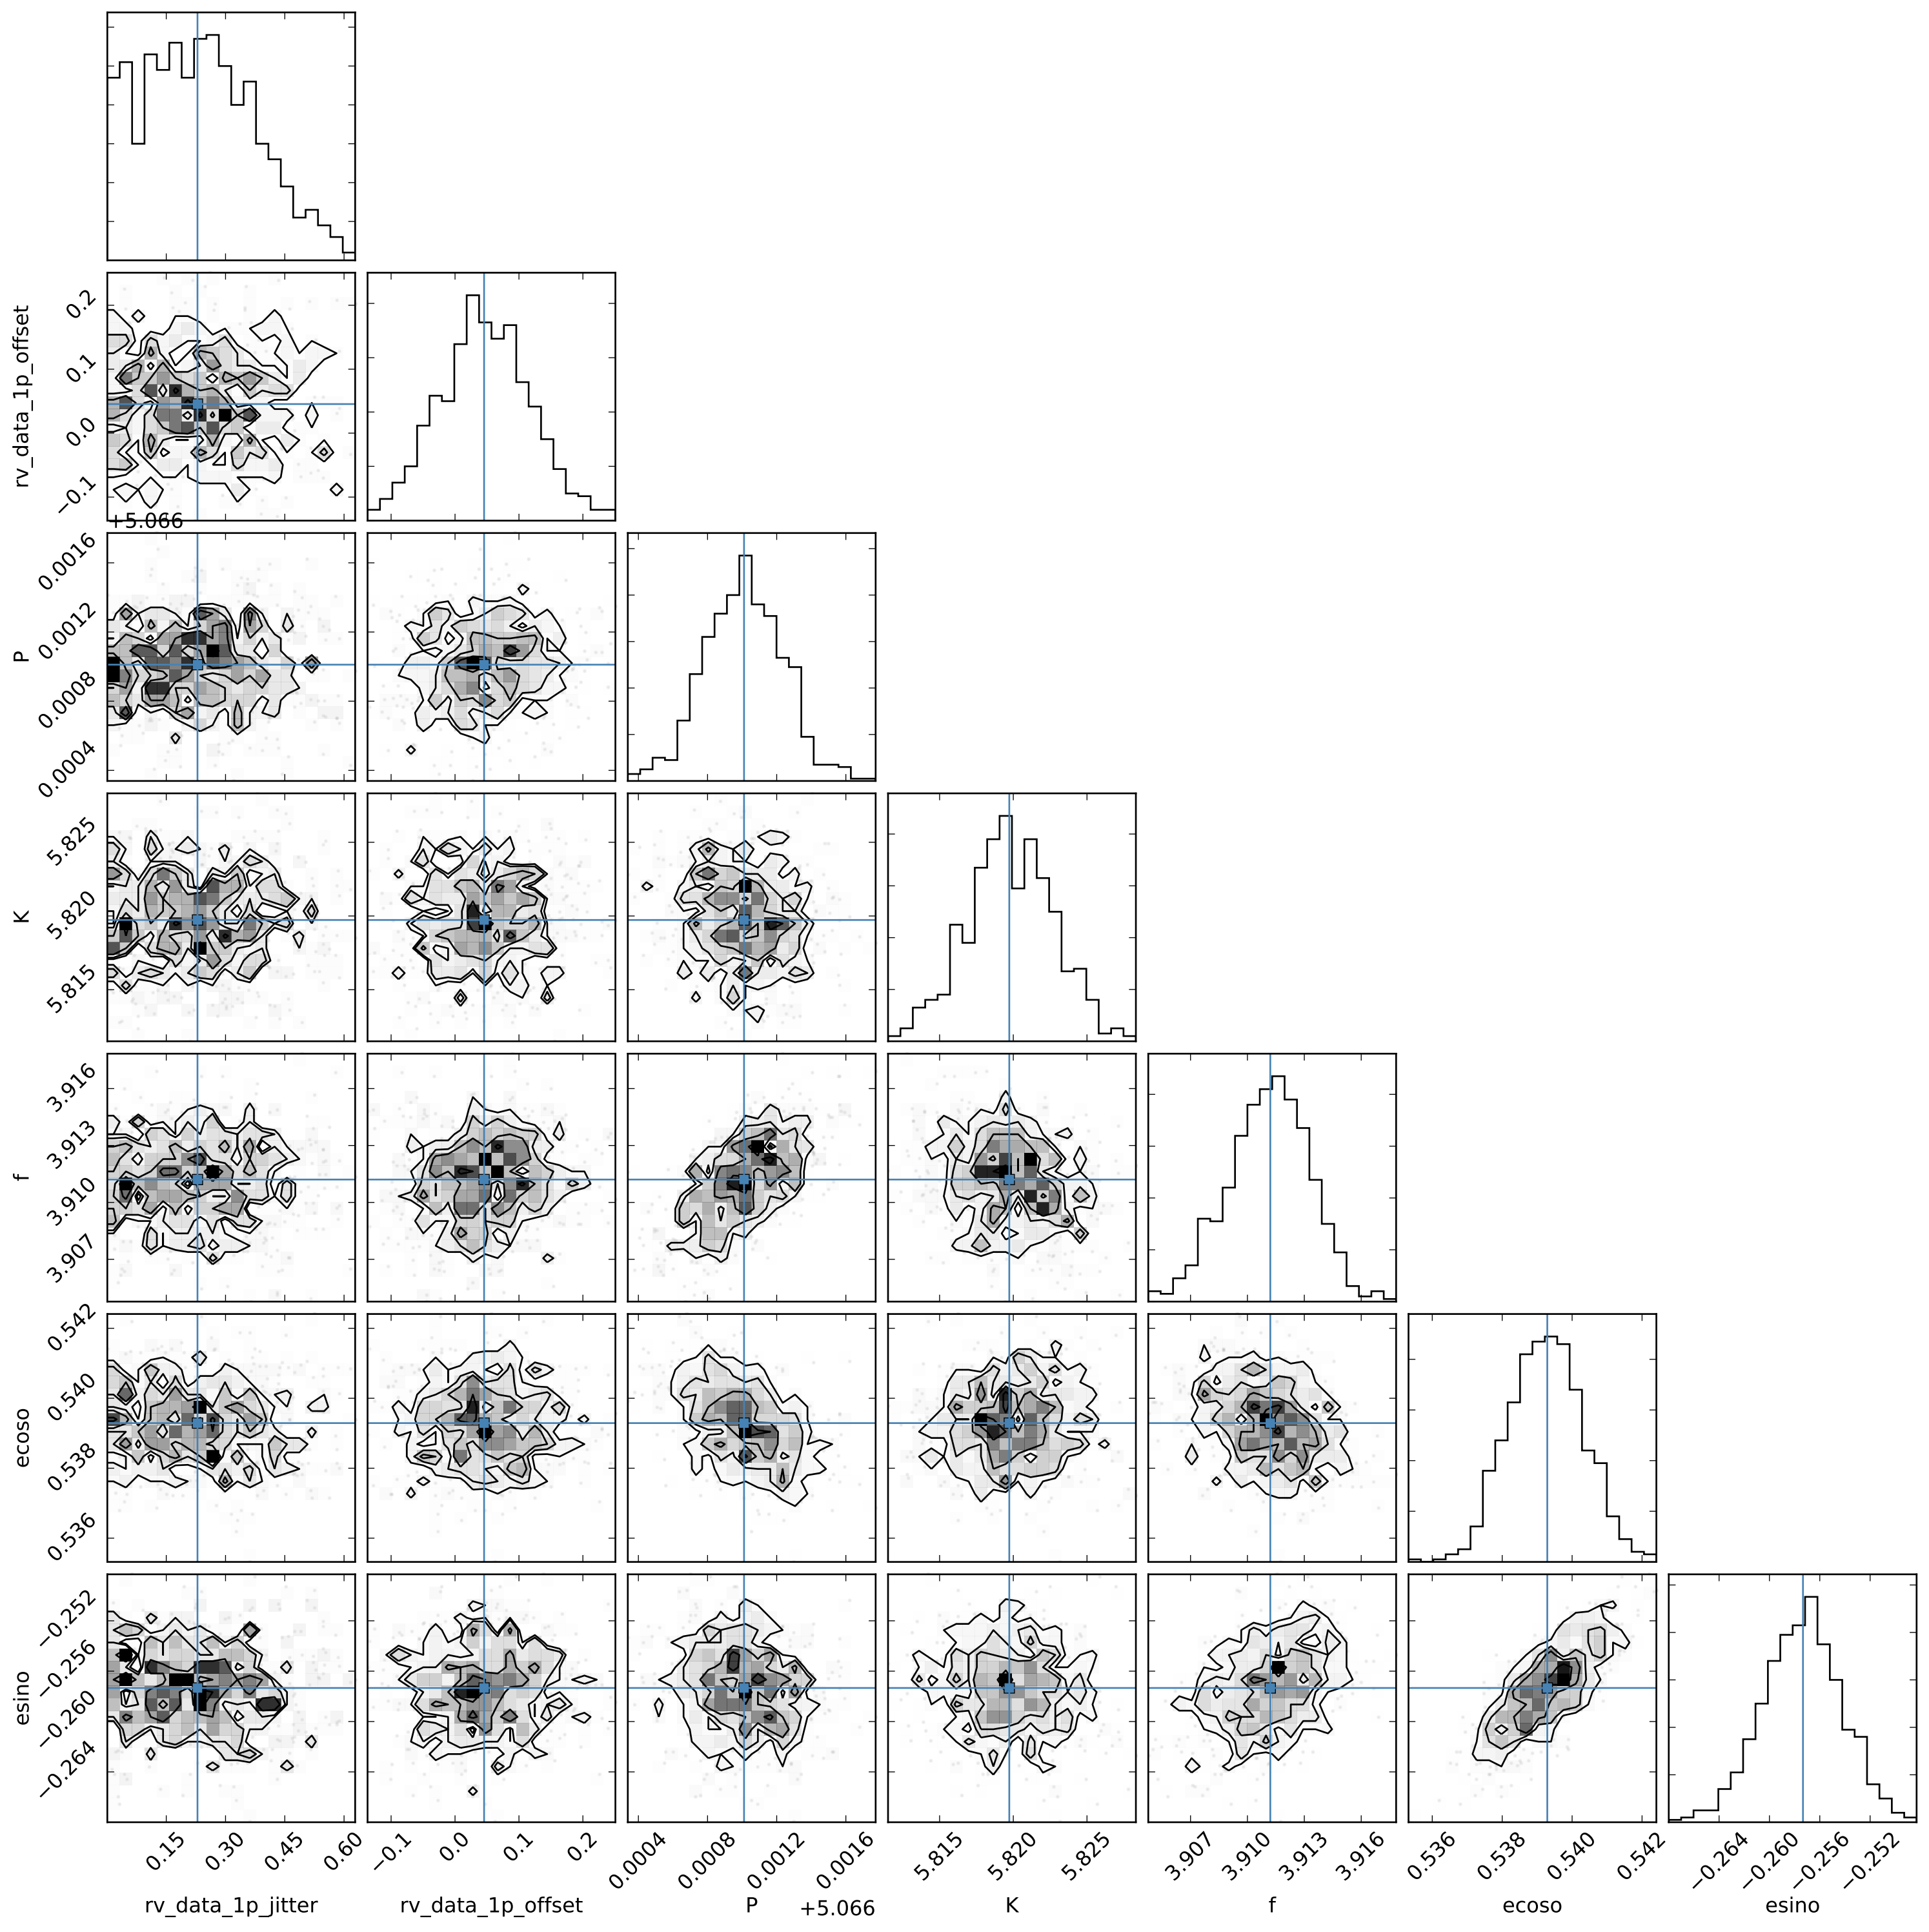 rv_data_1p_offset
0.2
0.1
0.0
−0.1
+5.066
P
0.0016
0.0012
0.0008
0.0004
K
5.825
5.820
5.815
f
3.916
3.913
3.910
3.907
ecoso
0.542
0.540
0.538
0.536
esino
−0.252
−0.256
−0.260
−0.264
0.15 0.30 0.45 0.60
−0.1 0.0 0.1 0.2
0.0004 0.0008 0.0012 0.0016
5.815 5.820 5.825
3.907 3.910 3.913 3.916
0.536 0.538 0.540 0.542
−0.264 −0.260 −0.256 −0.252
rv_data_1p_jitter rv_data_1p_offset P +5.066 K f ecoso esino